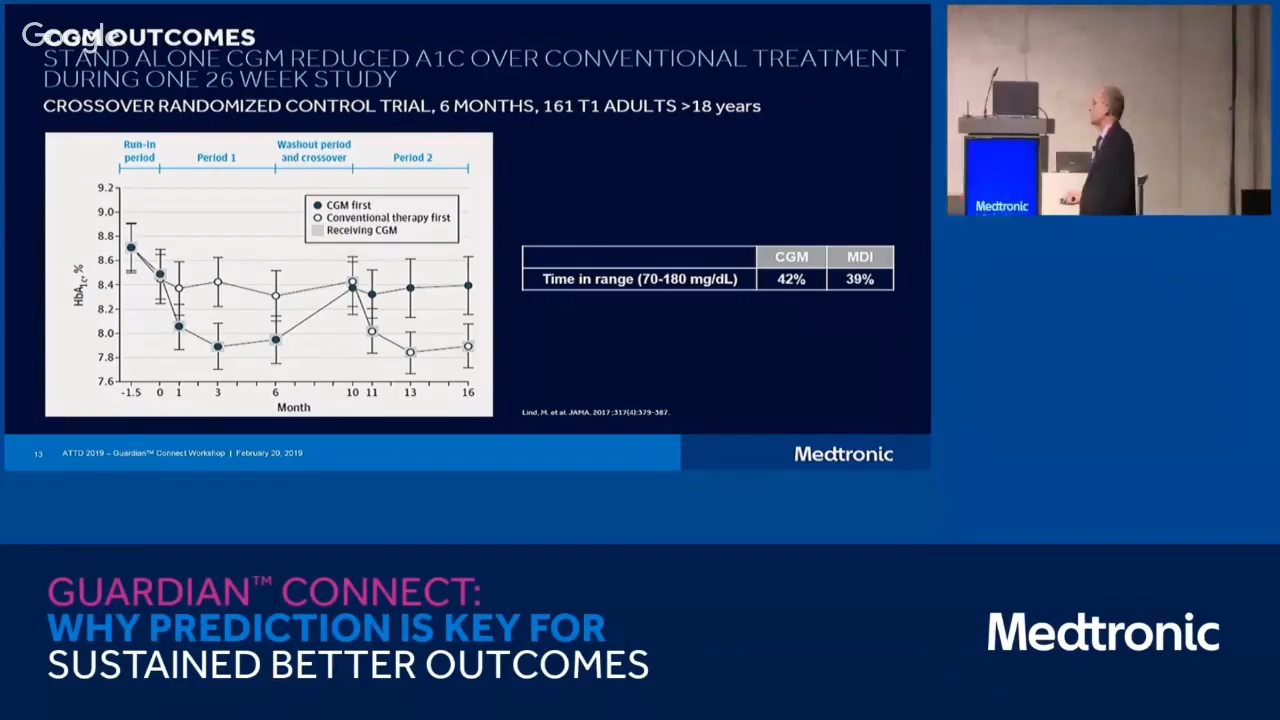 Google
CGM OUTCOMES
STAND ALONE CGM REDUCED A1C OVER CONVENTIONAL TREATMENT
DURING ONE 26 WEEK STUDY
CROSSOVER RANDOMIZED CONTROL TRIAL, 6 MONTHS, 161 T1 ADULTS >18 years
Run-in
period
Period 1
Washout period
and crossover
Period 2
CGM first
Conventional therapy first
Receiving CGM
9.2
9.0
8.8
8.6
8.4
8.2
8.0
7.8
7.6
HbA1c, %
-1.5 0 1 3 6 10 11 13 16
Month
CGM MDI
Time in range (70-180 mg/dL) 42% 39%
Lind, M. et al. JAMA. 2017;317(4):379-387.
13 ATTD 2019 – Guardian™ Connect Workshop | February 20, 2019
Medtronic
Medtronic
GUARDIAN™ CONNECT:
WHY PREDICTION IS KEY FOR
SUSTAINED BETTER OUTCOMES
Medtronic